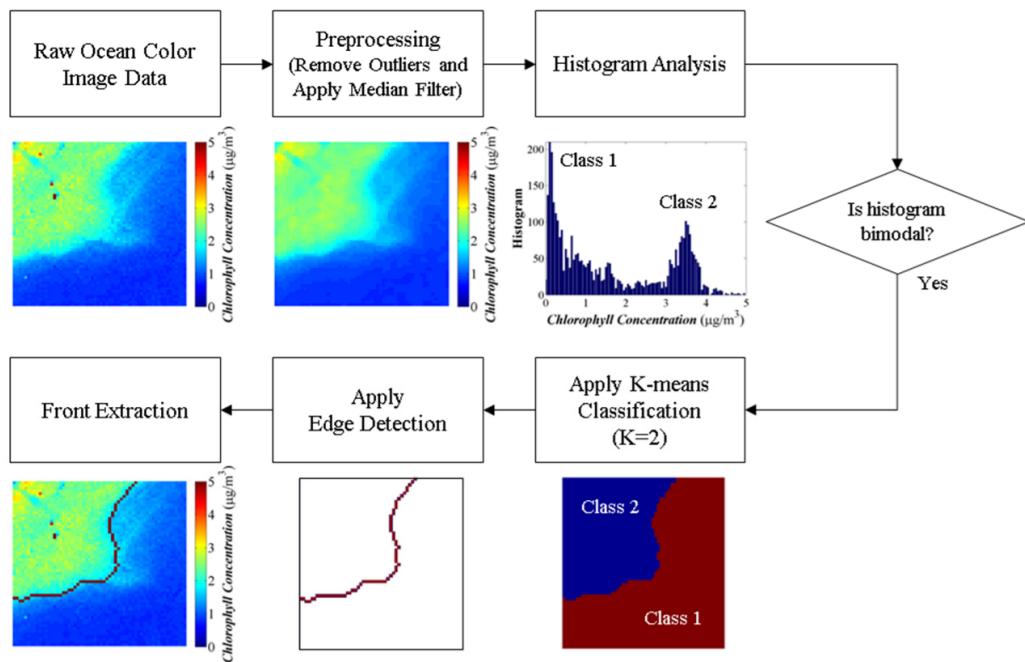 Raw Ocean Color
Image Data
Preprocessing
(Remove Outliers and
Apply Median Filter)
Histogram Analysis
5
4
3
2
1
0
Chlorophyll Concentration (µg/m³)
5
4
3
2
1
0
Chlorophyll Concentration (µg/m³)
Class 1
Class 2
200
150
100
50
0
Histogram
0 1 2 3 4 5
Chlorophyll Concentration (µg/m³)
Is histogram
bimodal?
Yes
Front Extraction
Apply
Edge Detection
Apply K-means
Classification
(K=2)
5
4
3
2
1
0
Chlorophyll Concentration (µg/m³)
Class 2
Class 1